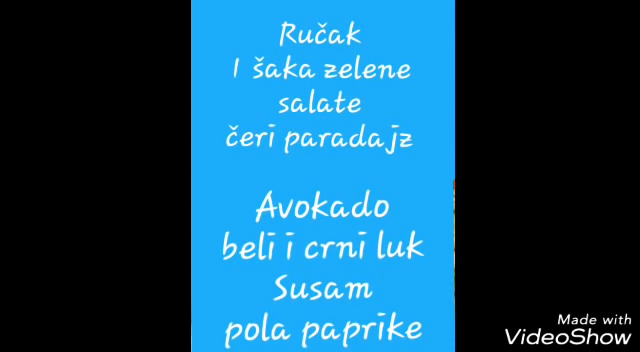 Ručak
1 šaka zelene
salate
čeri paradajz
Avokado
beli i crni luk
Susam
pola paprike
Made with
VideoShow